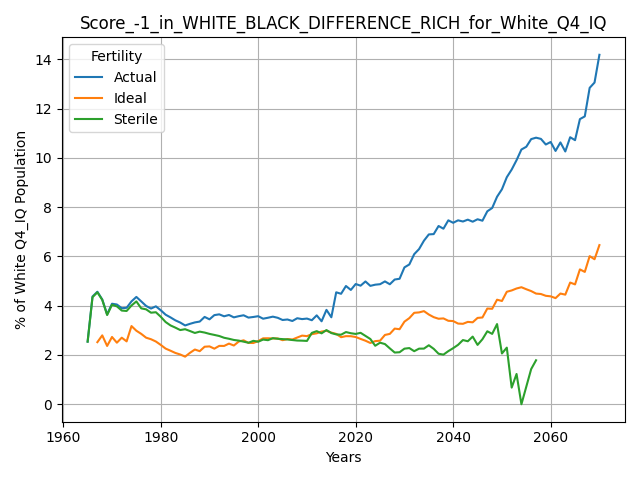 Score_-1_in_WHITE_BLACK_DIFFERENCE_RICH_for_White_Q4_IQ
Fertility
Actual
Ideal
Sterile
% of White Q4_IQ Population
14
12
10
8
6
4
2
0
1960 1980 2000 2020 2040 2060
Years